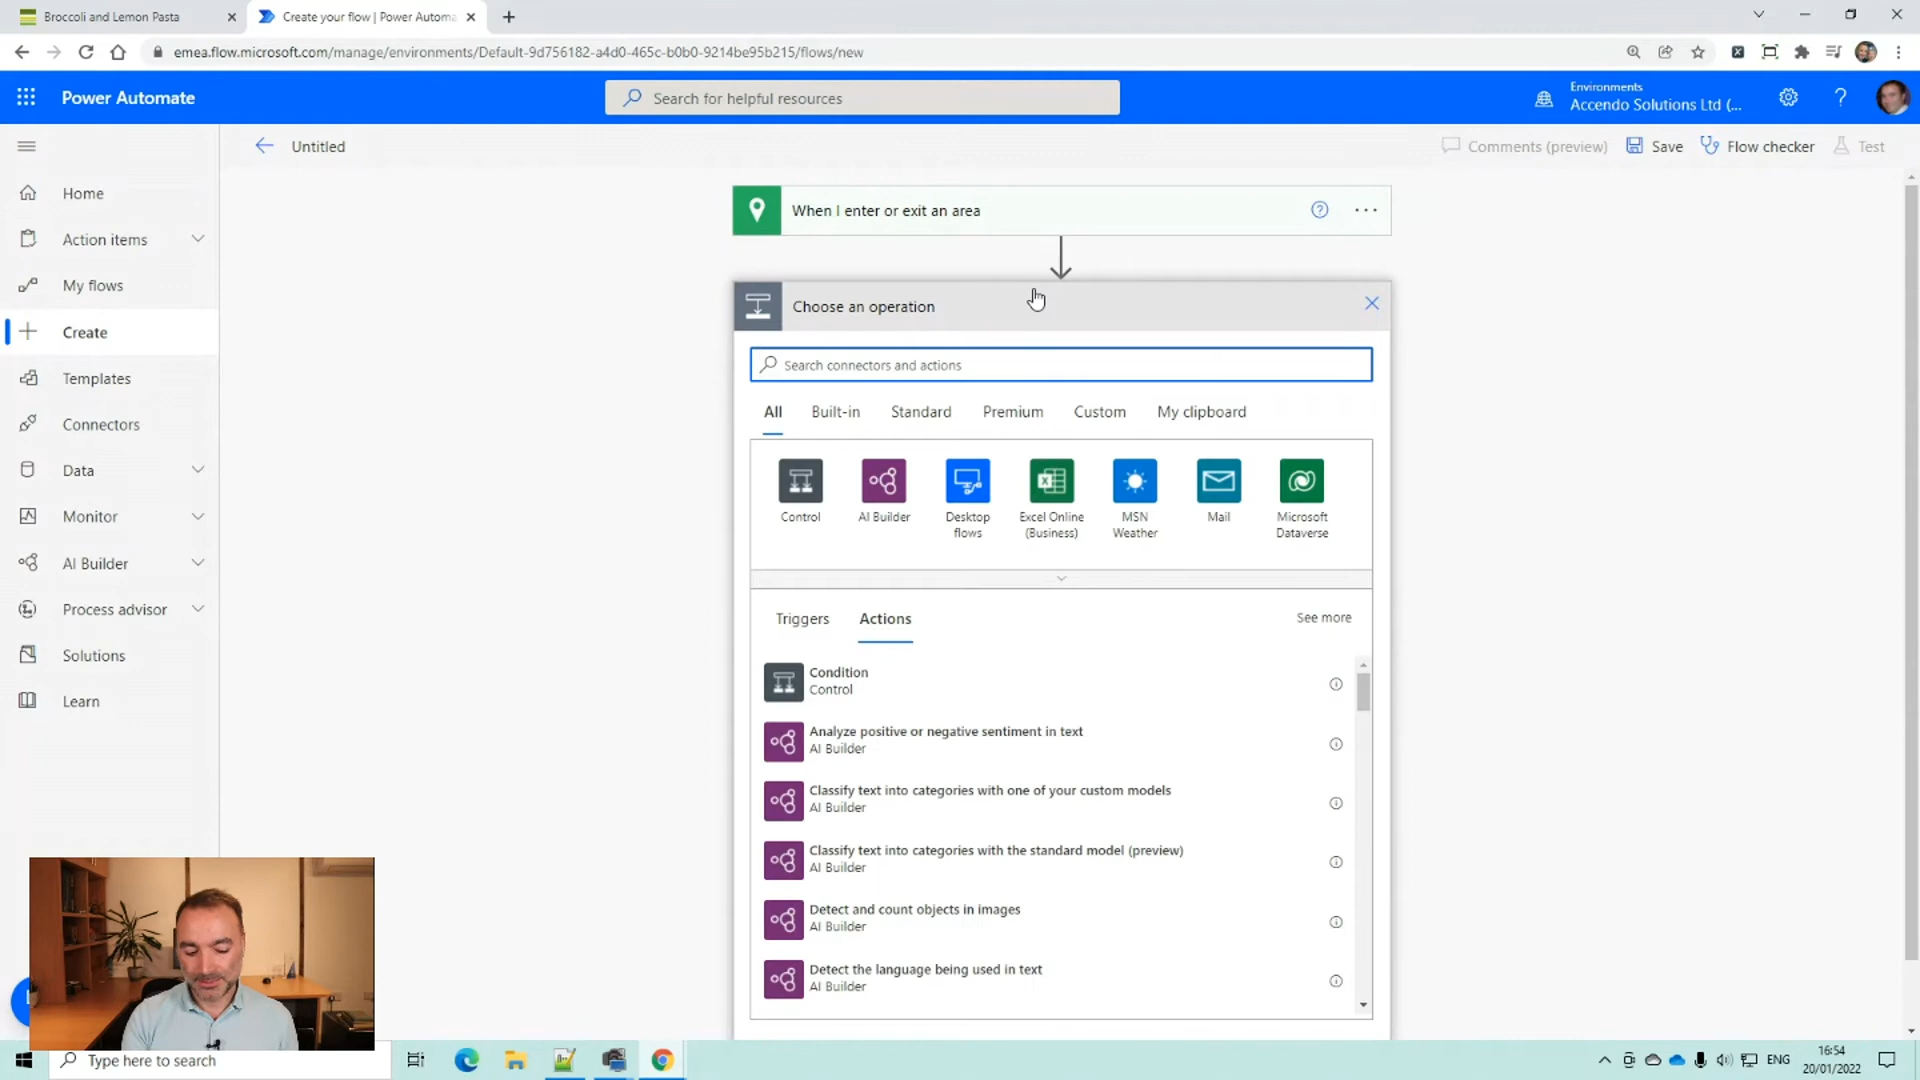 Broccoli and Lemon Pasta
Create your flow | Power Automa
emea.flow.microsoft.com/manage/environments/Default-9d756182-a4d0-465c-b0b0-9214be95b215/flows/new
Power Automate
Search for helpful resources
Environments
Accendo Solutions Ltd (...
Untitled
Comments (preview)
Save
Flow checker
Test
Home
Action items
My flows
Create
Templates
Connectors
Data
Monitor
AI Builder
Process advisor
Solutions
Learn
When I enter or exit an area
Choose an operation
Search connectors and actions
All
Built-in
Standard
Premium
Custom
My clipboard
Control
AI Builder
Desktop
flows
Excel Online
(Business)
MSN
Weather
Mail
Microsoft
Dataverse
Triggers
Actions
See more
Condition
Control
Analyze positive or negative sentiment in text
AI Builder
Classify text into categories with one of your custom models
AI Builder
Classify text into categories with the standard model (preview)
AI Builder
Detect and count objects in images
AI Builder
Detect the language being used in text
AI Builder
Type here to search
ENG
16:54
20/01/2022